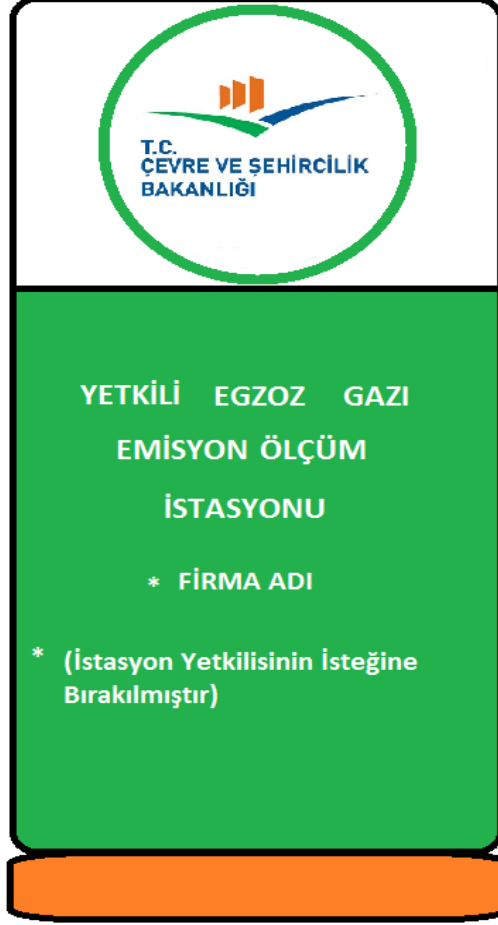 T.C.
ÇEVRE VE ŞEHİRCİLİK
BAKANLIĞI
YETKİLİ EGZOZ GAZI
EMİSYON ÖLÇÜM
İSTASYONU
* FİRMA ADI
* (İstasyon Yetkilisinin İsteğine
Bırakılmıştır)